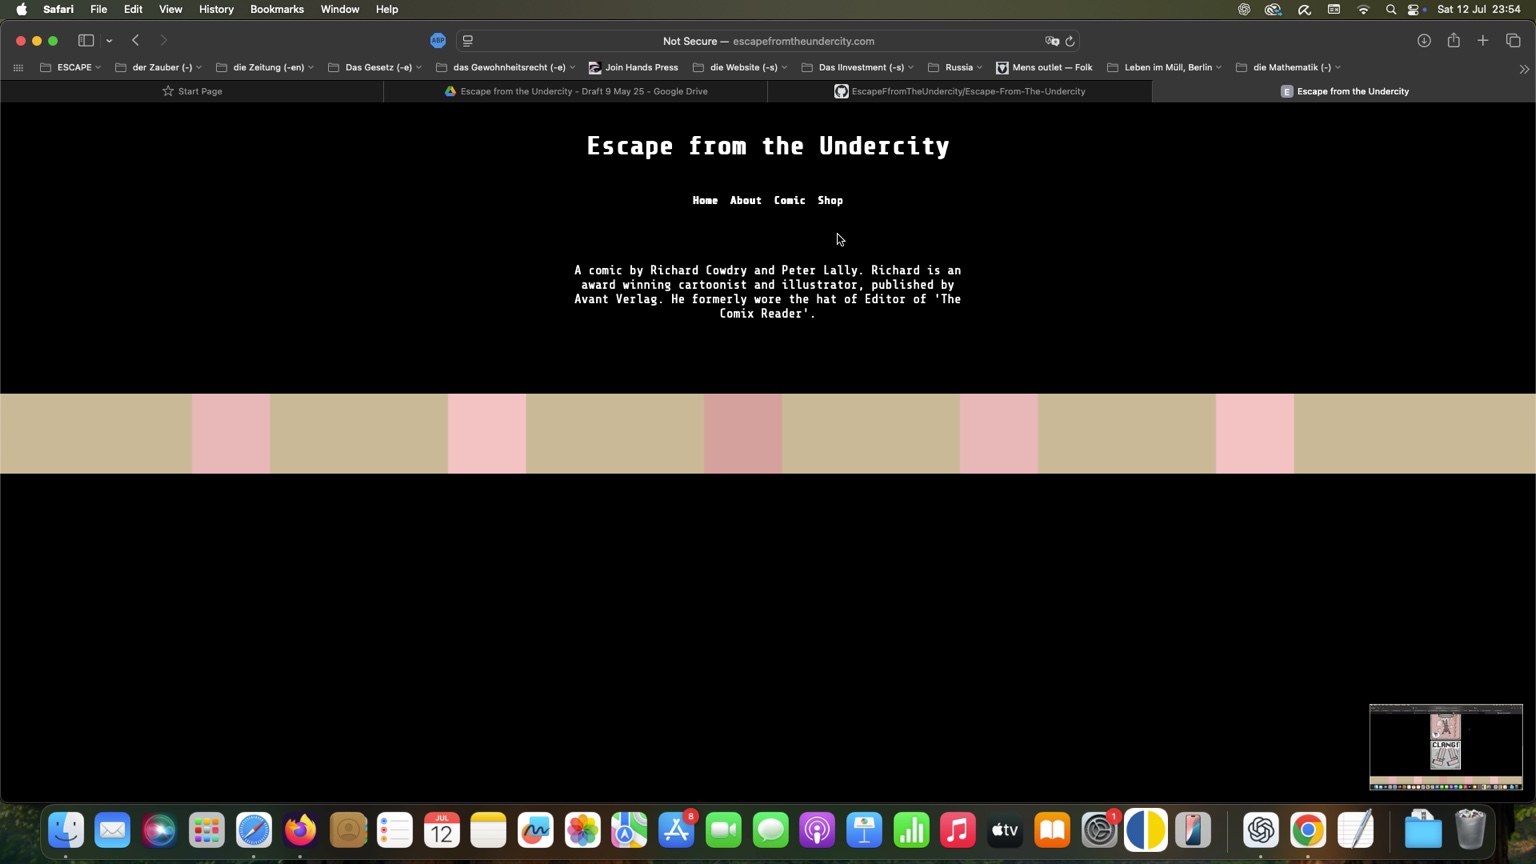 Safari File Edit View History Bookmarks Window Help Sat 12 Jul 23:54
ABP Not Secure — escapefromtheundercity.com
ESCAPE der Zauber (-) die Zeitung (-en) Das Gesetz (-e) das Gewohnheitsrecht (-e) Join Hands Press die Website (-s) Das IInvestment (-s) Russia Mens outlet — Folk Leben im Müll, Berlin die Mathematik (-)
Start Page Escape from the Undercity - Draft 9 May 25 - Google Drive EscapeFfromTheUndercity/Escape-From-The-Undercity E Escape from the Undercity
Escape from the Undercity
Home About Comic Shop
A comic by Richard Cowdry and Peter Lally. Richard is an
award winning cartoonist and illustrator, published by
Avant Verlag. He formerly wore the hat of Editor of 'The
Comix Reader'.
CLANG!
JUL
12
8
tv
1